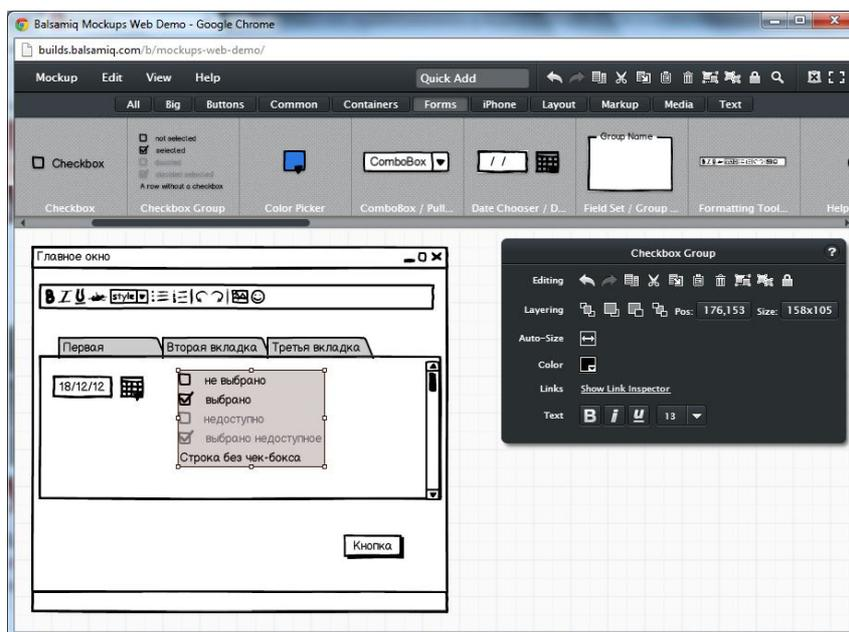 Balsamiq Mockups Web Demo - Google Chrome
builds.balsamiq.com/b/mockups-web-demo/
Mockup Edit View Help Quick Add
All Big Buttons Common Containers Forms iPhone Layout Markup Media Text
Checkbox
not selected
selected
disabled
disabled selected
A row without a checkbox
ComboBox
/ /
Group Name
Checkbox Checkbox Group Color Picker ComboBox / Pull... Date Chooser / D... Field Set / Group ... Formatting Tool... Help
Главное окно
B I U abc style
Первая Вторая вкладка Третья вкладка
18/12/12
не выбрано
выбрано
недоступно
выбрано недоступное
Строка без чек-бокса
Кнопка
Checkbox Group ?
Editing
Layering Pos: 176,153 Size: 158x105
Auto-Size
Color
Links Show Link Inspector
Text B i U 13